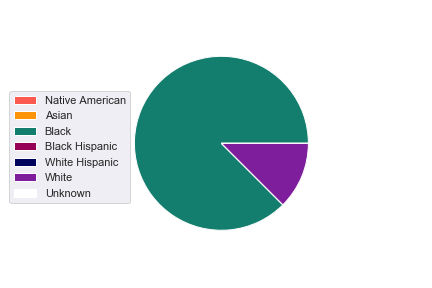 Native American
Asian
Black
Black Hispanic
White Hispanic
White
Unknown